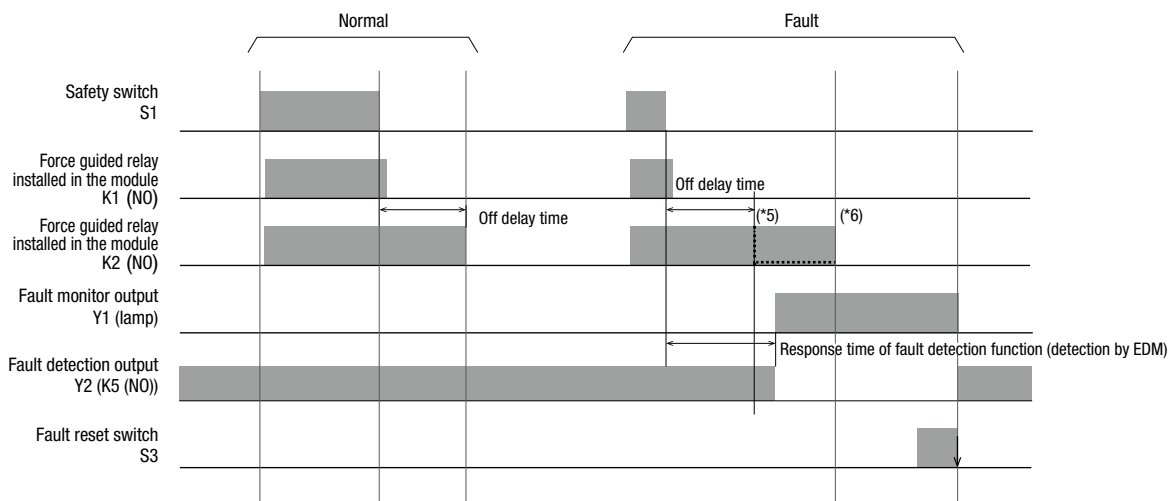 Normal
Fault
Safety switch
S1
Force guided relay
installed in the module
K1 (NO)
Off delay time
Off delay time
(*5)
(*6)
Force guided relay
installed in the module
K2 (NO)
Fault monitor output
Y1 (lamp)
Response time of fault detection function (detection by EDM)
Fault detection output
Y2 (K5 (NO))
Fault reset switch
S3